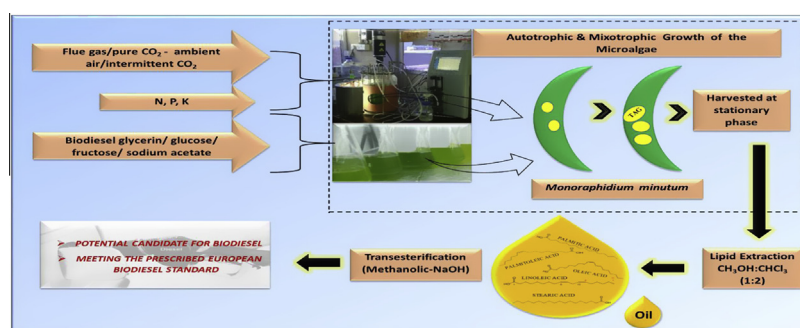 Flue gas/pure CO₂ - ambient
air/intermittent CO₂
N, P, K
Biodiesel glycerin/ glucose/
fructose/ sodium acetate
Autotrophic & Mixotrophic Growth of the
Microalgae
TAG
Harvested at
stationary
phase
Monoraphidium minutum
Lipid Extraction
CH₃OH:CHCl₃
(1:2)
PALMITIC ACID
PALMITOLEIC ACID
OLEIC ACID
LINOLEIC ACID
STEARIC ACID
Oil
Transesterification
(Methanolic-NaOH)
➤ POTENTIAL CANDIDATE FOR BIODIESEL
➤ MEETING THE PRESCRIBED EUROPEAN
BIODIESEL STANDARD